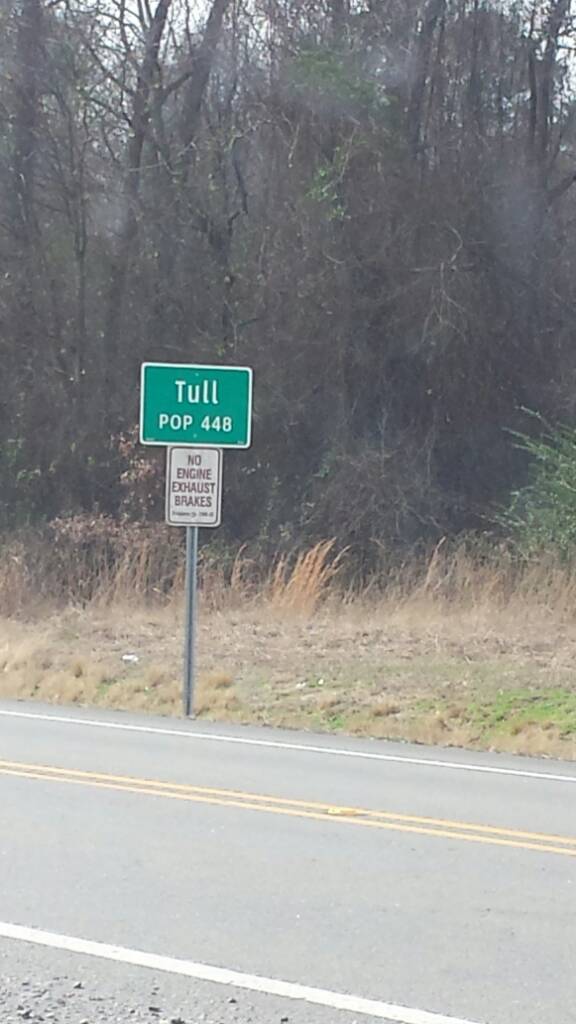 Tull
POP 448
NO
ENGINE
EXHAUST
BRAKES